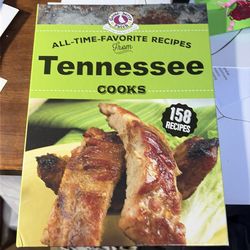 ALL-TIME-FAVORITE RECIPES
From
Tennessee
COOKS
158
RECIPES